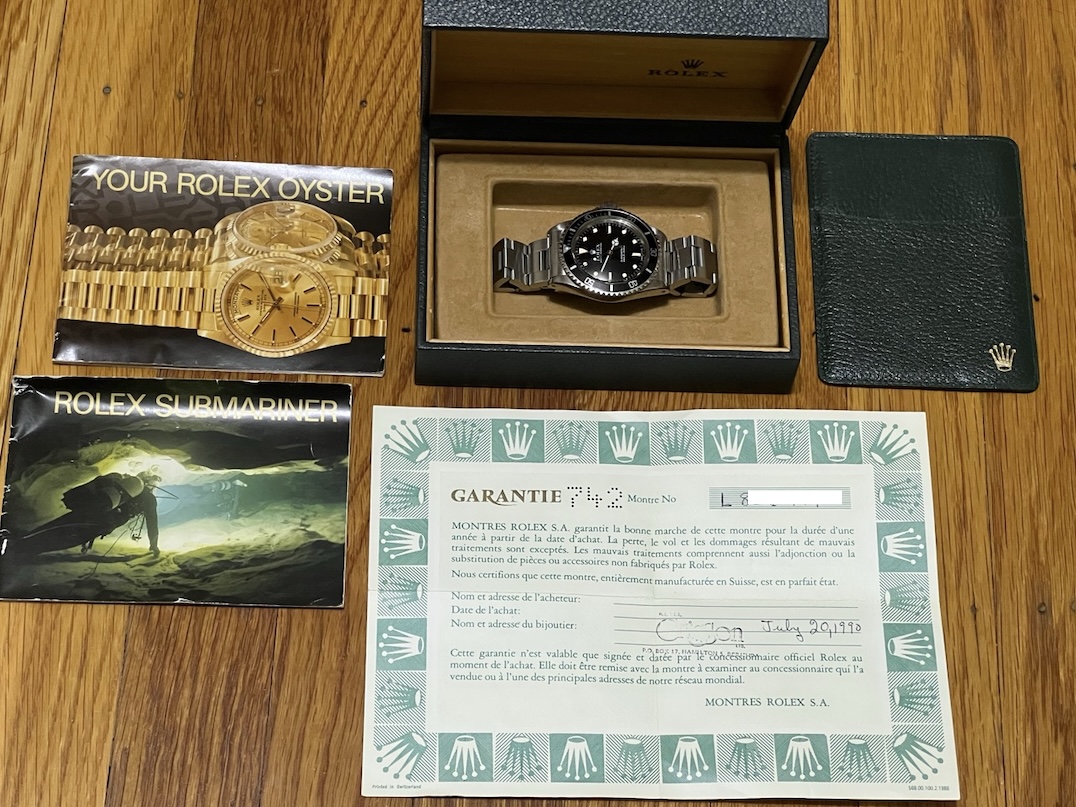 ROLEX
YOUR ROLEX OYSTER
ROLEX SUBMARINER
GARANTIE 742 Montre No L 8
MONTRES ROLEX S.A. garantit la bonne marche de cette montre pour la durée d'une
année à partir de la date d'achat. La perte, le vol et les dommages résultant de mauvais
traitements sont exceptés. Les mauvais traitements comprennent aussi l'adjonction ou la
substitution de pièces ou accessoires non fabriqués par Rolex.
Nous certifions que cette montre, entièrement manufacturée en Suisse, est en parfait état.
Nom et adresse de l'acheteur:
Date de l'achat:
Nom et adresse du bijoutier: July 20, 1990
P.O. BOX 17, HAMILTON 5, BERMUDA
Cette garantie n'est valable que signée et datée par le concessionnaire officiel Rolex au
moment de l'achat. Elle doit être remise avec la montre à examiner au concessionnaire qui l'a
vendue ou à l'une des principales adresses de notre réseau mondial.
MONTRES ROLEX S.A.
Printed in Switzerland